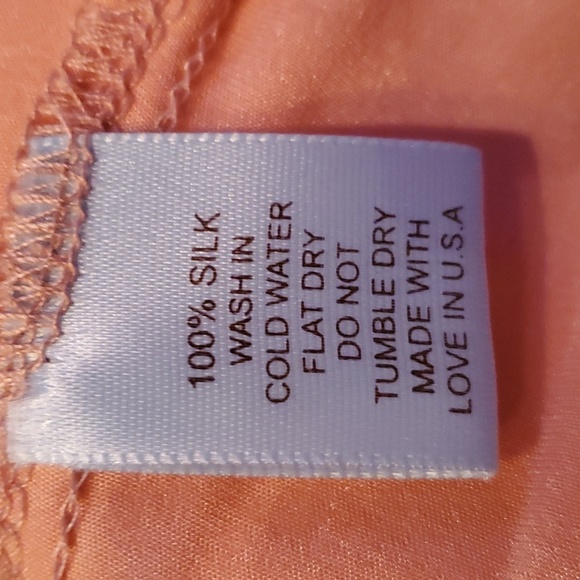 100% SILK
WASH IN
COLD WATER
FLAT DRY
DO NOT
TUMBLE DRY
MADE WITH
LOVE IN U.S.A